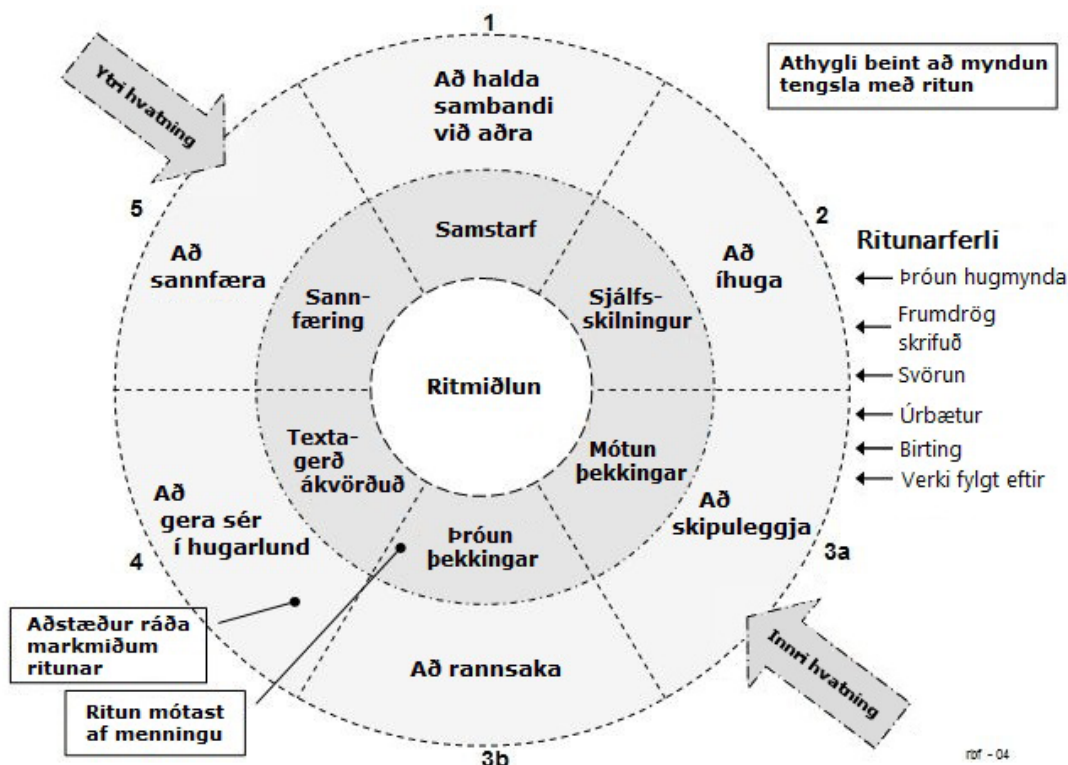 1
Að halda
sambandi
við aðra
Ytri hvatning
Athygli beint að myndun
tengsla með ritun
5
Að
sannfæra
Sann-
færing
Samstarf
Sjálfs-
skilningur
Að
íhuga
2
Ritunarferli
Þróun hugmynda
Frumdrög
skrifuð
Svörun
Úrbætur
Birting
Verki fylgt eftir
Ritmiðlun
Texta-
gerð
ákvörðuð
Mótun
þekkingar
Þróun
þekkingar
Að
gera sér
í hugarlund
4
Að
skipuleggja
3a
Aðstæður ráða
markmiðum
ritunar
Að rannsaka
Innri hvatning
Ritun mótast
af menningu
3b
rbf - 04